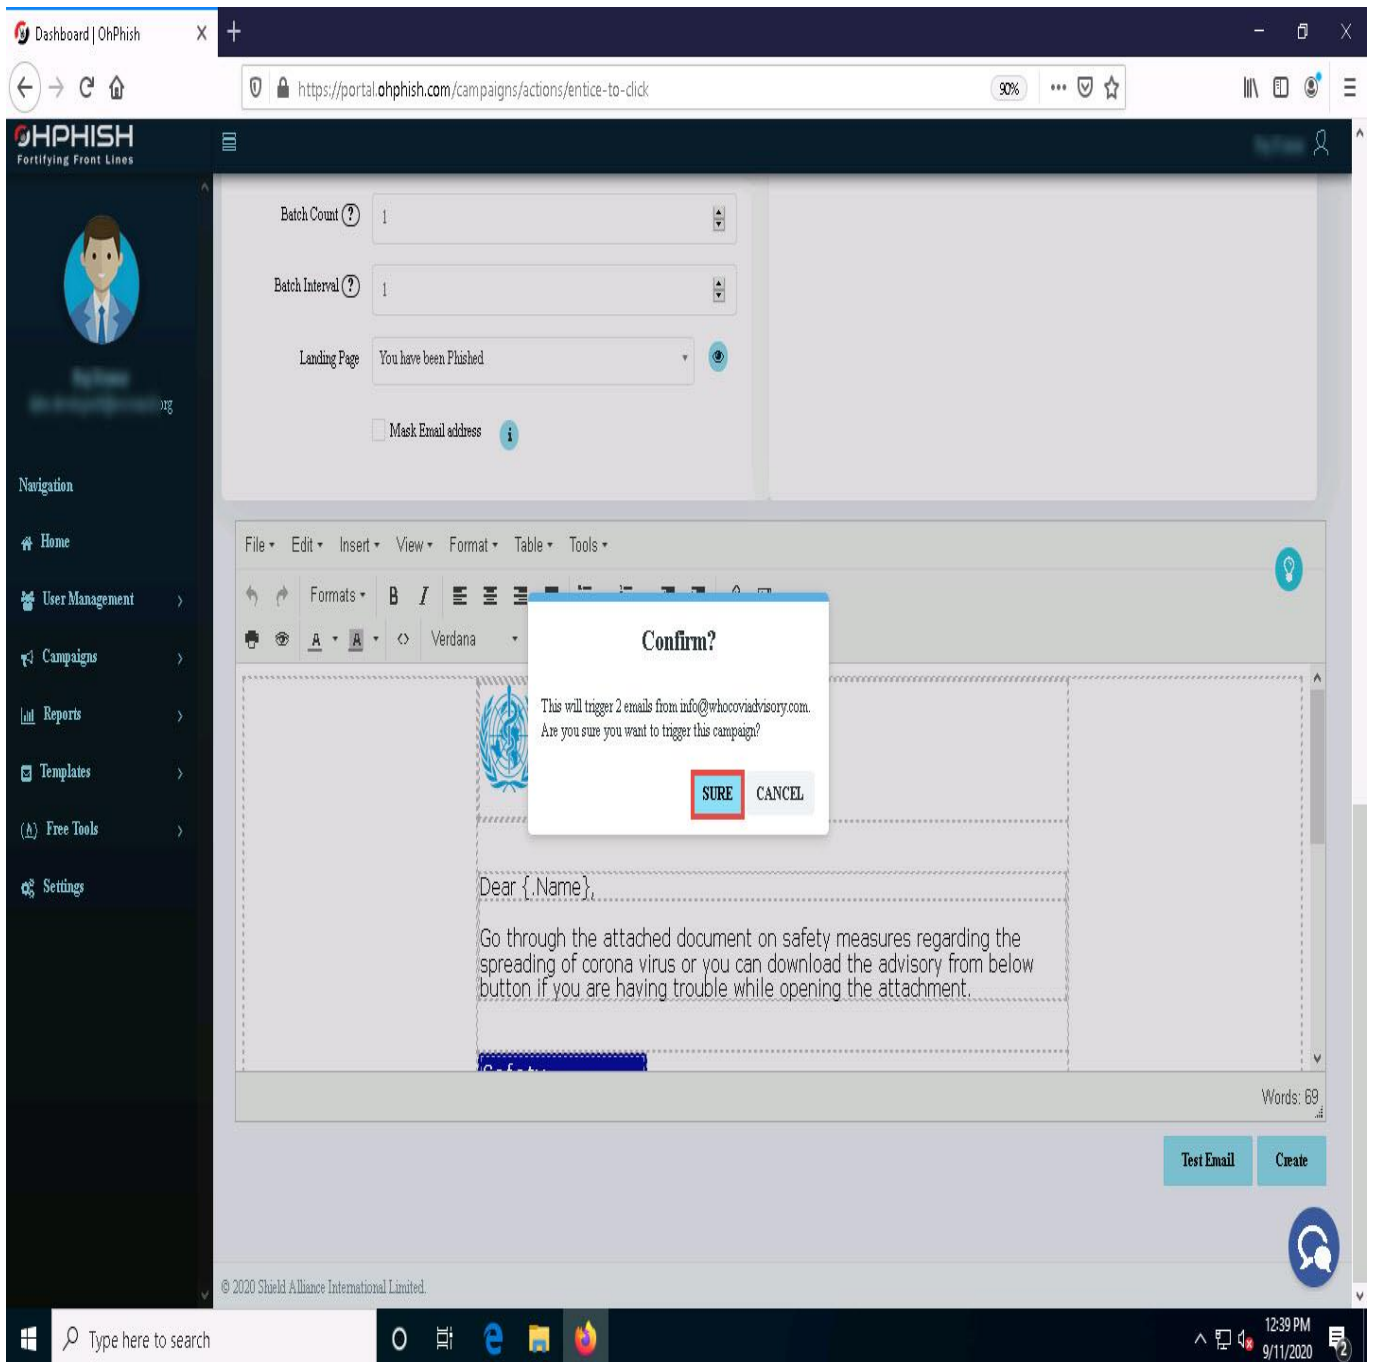 Dashboard | OhPhish
https://portal.ohphish.com/campaigns/actions/entice-to-click
90%
OHPHISH
Fortifying Front Lines
org
Navigation
Home
User Management
Campaigns
Reports
Templates
Free Tools
Settings
Batch Count ?
1
Batch Interval ?
1
Landing Page
You have been Phished
Mask Email address
i
File Edit Insert View Format Table Tools
Formats B I
A A <> Verdana
Confirm?
This will trigger 2 emails from info@whocoviadvisory.com.
Are you sure you want to trigger this campaign?
SURE CANCEL
Dear {.Name},
Go through the attached document on safety measures regarding the
spreading of corona virus or you can download the advisory from below
button if you are having trouble while opening the attachment.
Safety
Words: 69
Test Email Create
© 2020 Shield Alliance International Limited.
Type here to search
12:39 PM
9/11/2020
2